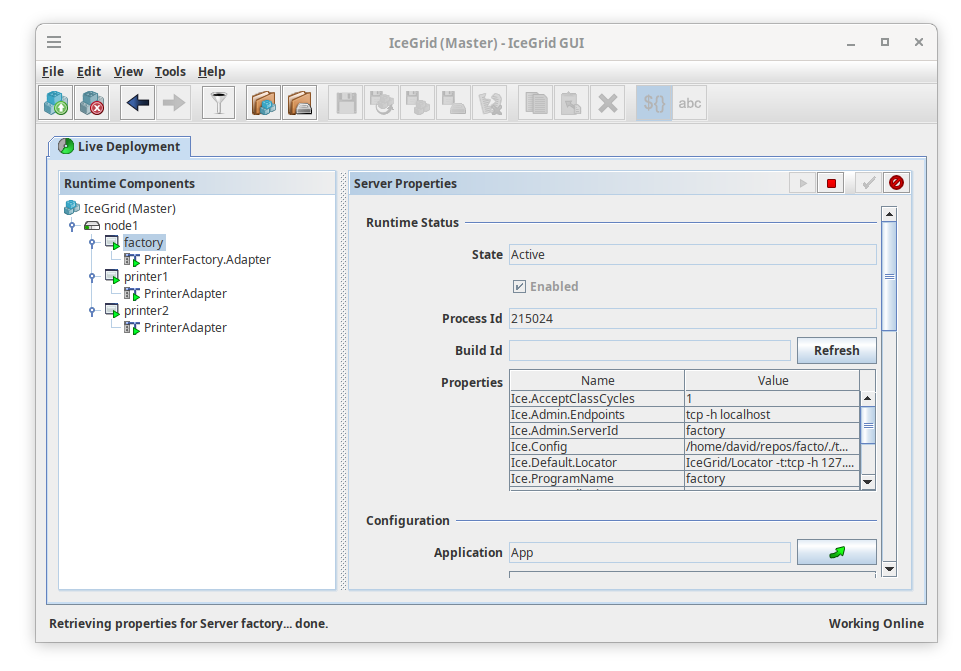 IceGrid (Master) - IceGrid GUI
File Edit View Tools Help
${} abc
Live Deployment
Runtime Components
IceGrid (Master)
node1
factory
PrinterFactory.Adapter
printer1
PrinterAdapter
printer2
PrinterAdapter
Server Properties
Runtime Status
State Active
Enabled
Process Id 215024
Build Id Refresh
Properties Name Value
Ice.AcceptClassCycles 1
Ice.Admin.Endpoints tcp -h localhost
Ice.Admin.ServerId factory
Ice.Config /home/david/repos/facto/./t...
Ice.Default.Locator IceGrid/Locator -t:tcp -h 127....
Ice.ProgramName factory
Configuration
Application App
Retrieving properties for Server factory... done. Working Online